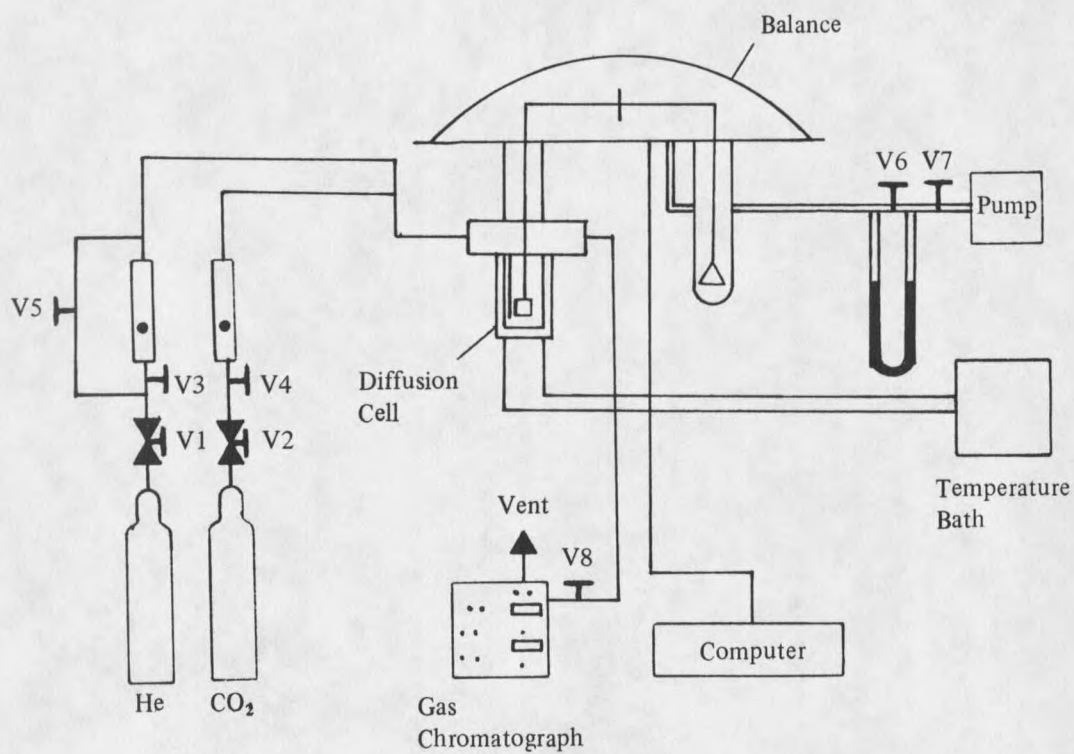 Balance
V6 V7
Pump
V5
V3 V4
Diffusion
Cell
V1 V2
Temperature
Bath
Vent
V8
Computer
He CO₂
Gas
Chromatograph